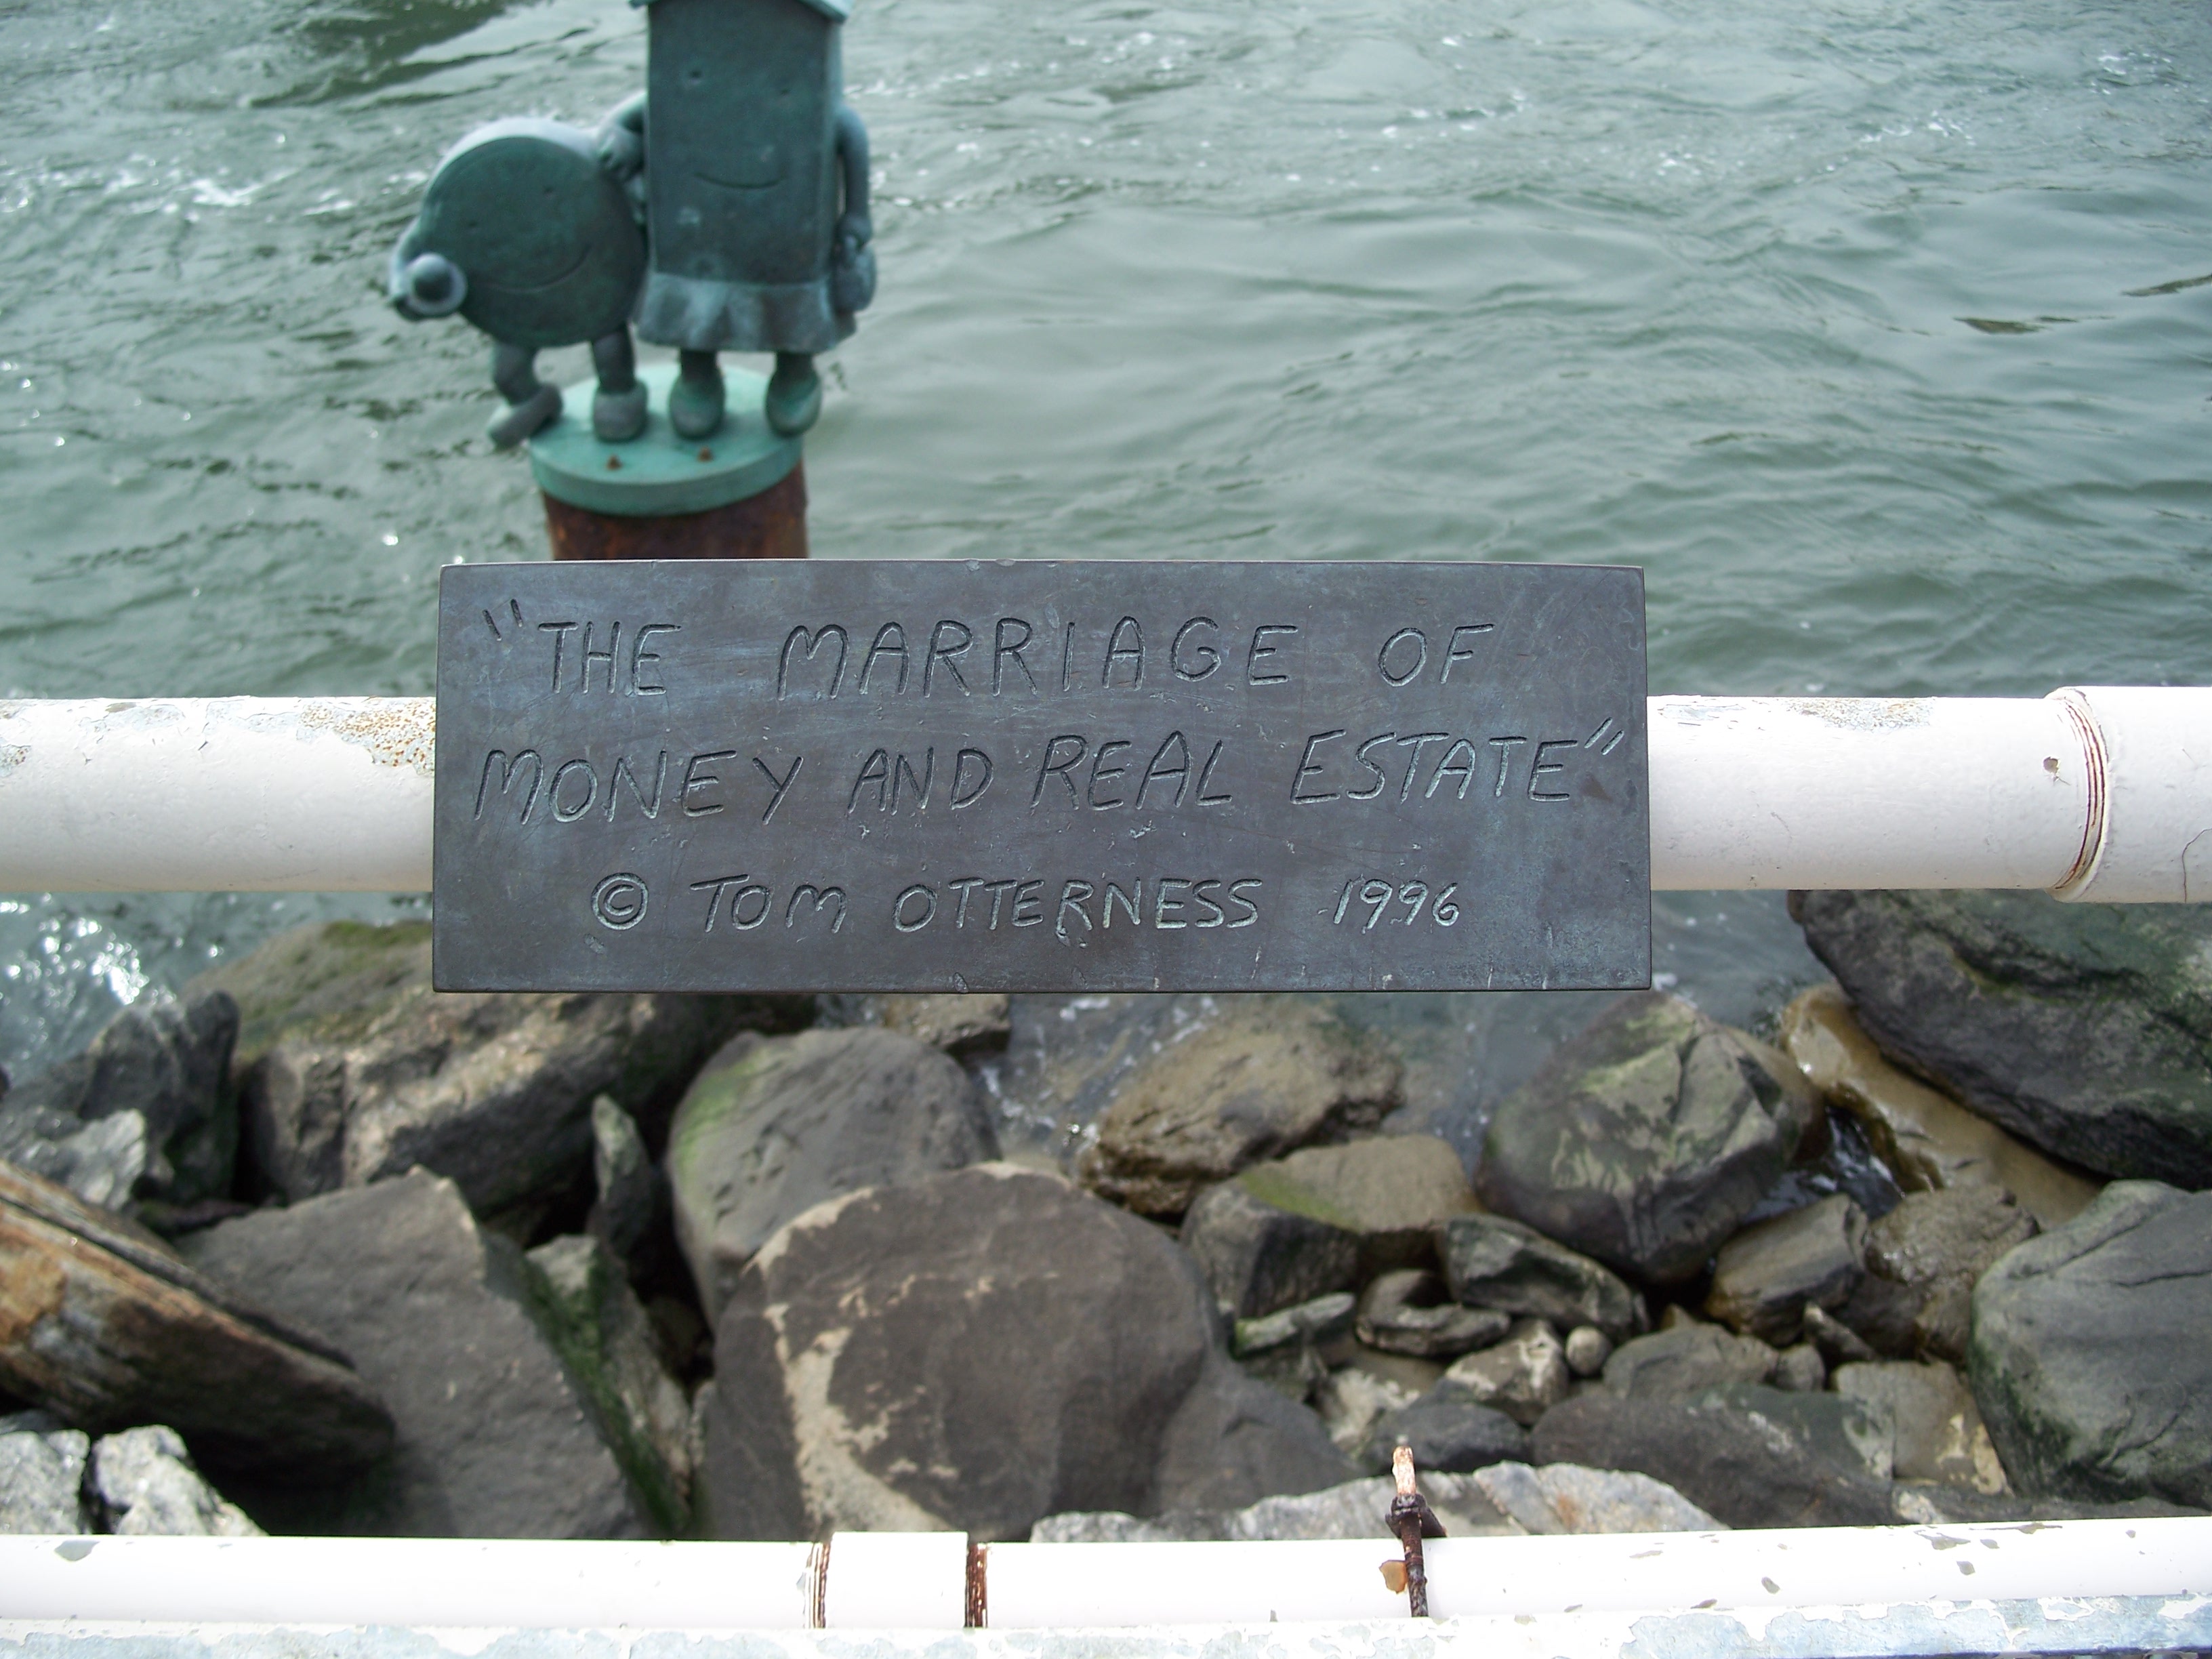 "THE MARRIAGE OF
MONEY AND REAL ESTATE"
© TOM OTTERNESS 1996